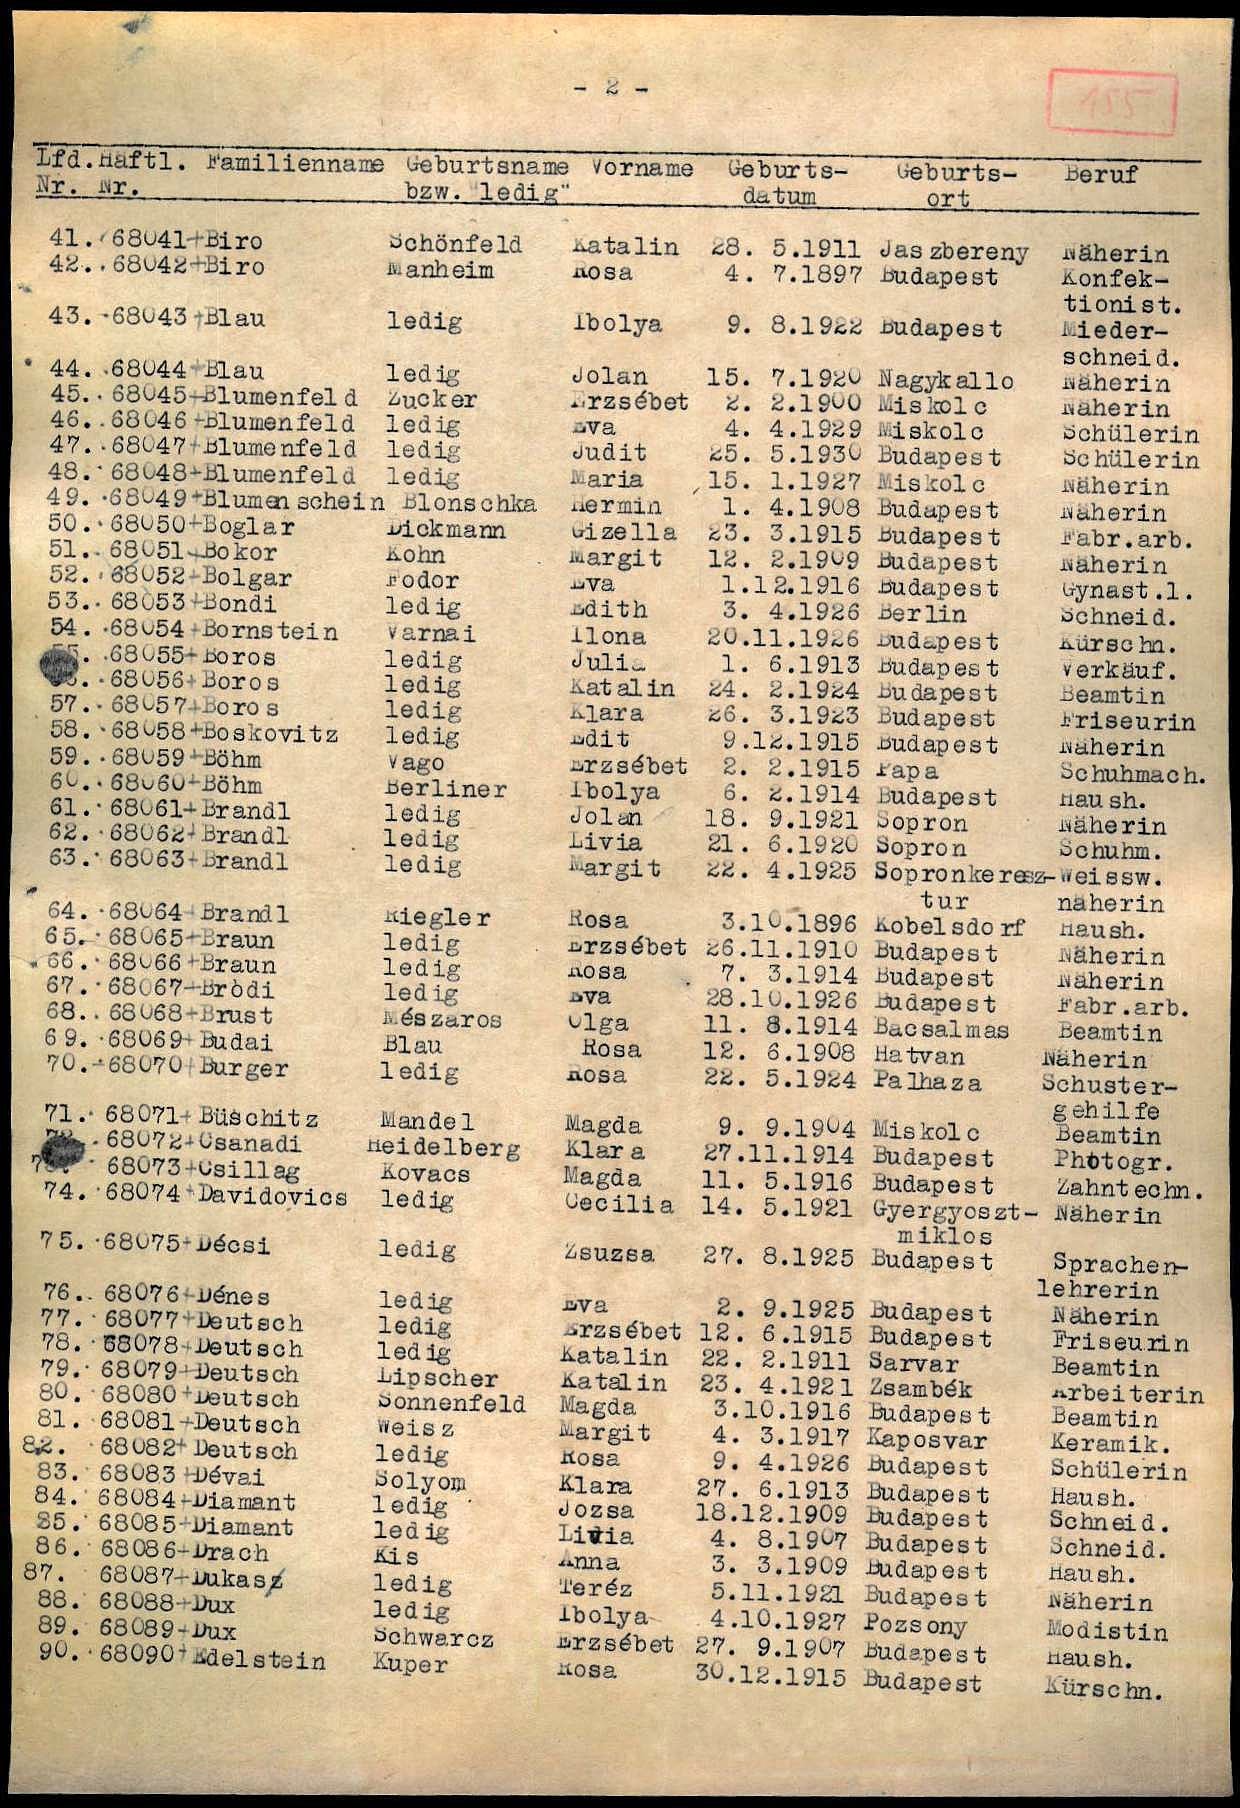 - 2 -
155
Lfd. Häftl. Familienname Geburtsname Vorname Geburts- Geburts- Beruf
Nr. Nr. bzw. "ledig" datum ort
41. 68041 Biro Schönfeld Katalin 28. 5.1911 Jaszbereny Näherin
42. 68042 Biro Manheim Rosa 4. 7.1897 Budapest Konfek-
tionist.
43. 68043 Blau ledig Ibolya 9. 8.1922 Budapest Mieder-
schneid.
44. 68044 Blau ledig Jolan 15. 7.1920 Nagykallo Näherin
45. 68045 Blumenfeld Zucker Erzsébet 2. 2.1900 Miskolc Näherin
46. 68046 Blumenfeld ledig Eva 4. 4.1929 Miskolc Schülerin
47. 68047 Blumenfeld ledig Judit 25. 5.1930 Budapest Schülerin
48. 68048 Blumenfeld ledig Maria 15. 1.1927 Miskolc Näherin
49. 68049 Blumenschein Blonschka Hermin 1. 4.1908 Budapest Näherin
50. 68050 Boglar Dickmann Gizella 23. 3.1915 Budapest Fabr.arb.
51. 68051 Bokor Kohn Margit 12. 2.1909 Budapest Näherin
52. 68052 Bolgar Fodor Eva 1.12.1916 Budapest Gynast.l.
53. 68053 Bondi ledig Edith 3. 4.1926 Berlin Schneid.
54. 68054 Bornstein Varnai Ilona 20.11.1926 Budapest Kürschn.
55. 68055 Boros ledig Julia 1. 6.1913 Budapest Verkäuf.
68056 Boros ledig Katalin 24. 2.1924 Budapest Beamtin
57. 68057 Boros ledig Klara 26. 3.1923 Budapest Friseurin
58. 68058 Boskovitz ledig Edit 9.12.1915 Budapest Näherin
59. 68059 Böhm Vago Erzsébet 2. 2.1915 Papa Schuhmach.
60. 68060 Böhm Berliner Ibolya 6. 2.1914 Budapest Haush.
61. 68061 Brandl ledig Jolan 18. 9.1921 Sopron Näherin
62. 68062 Brandl ledig Livia 21. 6.1920 Sopron Schuhm.
63. 68063 Brandl ledig Margit 22. 4.1925 Sopronkeresz- Weissw.
tur näherin
64. 68064 Brandl Riegler Rosa 3.10.1896 Kobelsdorf Haush.
65. 68065 Braun ledig Erzsébet 26.11.1910 Budapest Näherin
66. 68066 Braun ledig Rosa 7. 3.1914 Budapest Näherin
67. 68067 Bròdi ledig Eva 28.10.1926 Budapest Fabr.arb.
68. 68068 Brust Mészaros Olga 11. 8.1914 Bacsalmas Beamtin
69. 68069 Budai Blau Rosa 12. 6.1908 Hatvan Näherin
70. 68070 Burger ledig Rosa 22. 5.1924 Palhaza Schuster-
gehilfe
71. 68071 Büschitz Mandel Magda 9. 9.1904 Miskolc Beamtin
68072 Csanadi Heidelberg Klara 27.11.1914 Budapest Photogr.
68073 Csillag Kovacs Magda 11. 5.1916 Budapest Zahntechn.
74. 68074 Davidovics ledig Cecilia 14. 5.1921 Gyergyoszt- Näherin
miklos
75. 68075 Décsi ledig Zsuzsa 27. 8.1925 Budapest Sprachen-
lehrerin
76. 68076 Dénes ledig Eva 2. 9.1925 Budapest Näherin
77. 68077 Deutsch ledig Erzsébet 12. 6.1915 Budapest Friseurin
78. 68078 Deutsch ledig Katalin 22. 2.1911 Sarvar Beamtin
79. 68079 Deutsch Lipscher Katalin 23. 4.1921 Zsambék Arbeiterin
80. 68080 Deutsch Sonnenfeld Magda 3.10.1916 Budapest Beamtin
81. 68081 Deutsch Weisz Margit 4. 3.1917 Kaposvar Keramik.
82. 68082 Deutsch ledig Rosa 9. 4.1926 Budapest Schülerin
83. 68083 Dévai Solyom Klara 27. 6.1913 Budapest Haush.
84. 68084 Diamant ledig Jozsa 18.12.1909 Budapest Schneid.
85. 68085 Diamant ledig Livia 4. 8.1907 Budapest Schneid.
86. 68086 Drach Kis Anna 3. 3.1909 Budapest Haush.
87. 68087 Dukasz ledig Teréz 5.11.1921 Budapest Näherin
88. 68088 Dux ledig Ibolya 4.10.1927 Pozsony Modistin
89. 68089 Dux Schwarcz Erzsébet 27. 9.1907 Budapest Haush.
90. 68090 Edelstein Kuper Rosa 30.12.1915 Budapest Kürschn.